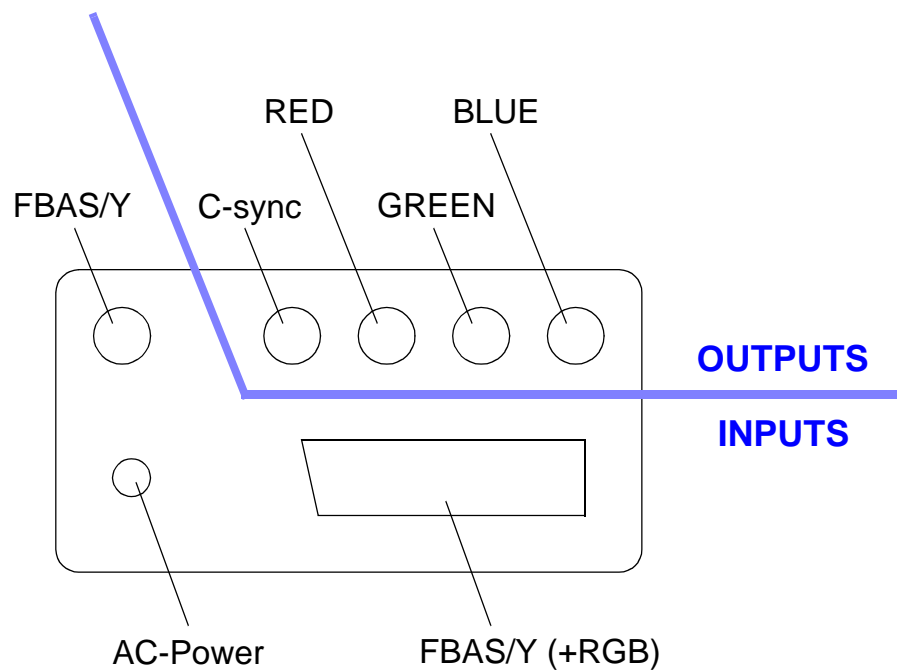 RED
BLUE
FBAS/Y
C-sync
GREEN
OUTPUTS
INPUTS
AC-Power
FBAS/Y (+RGB)